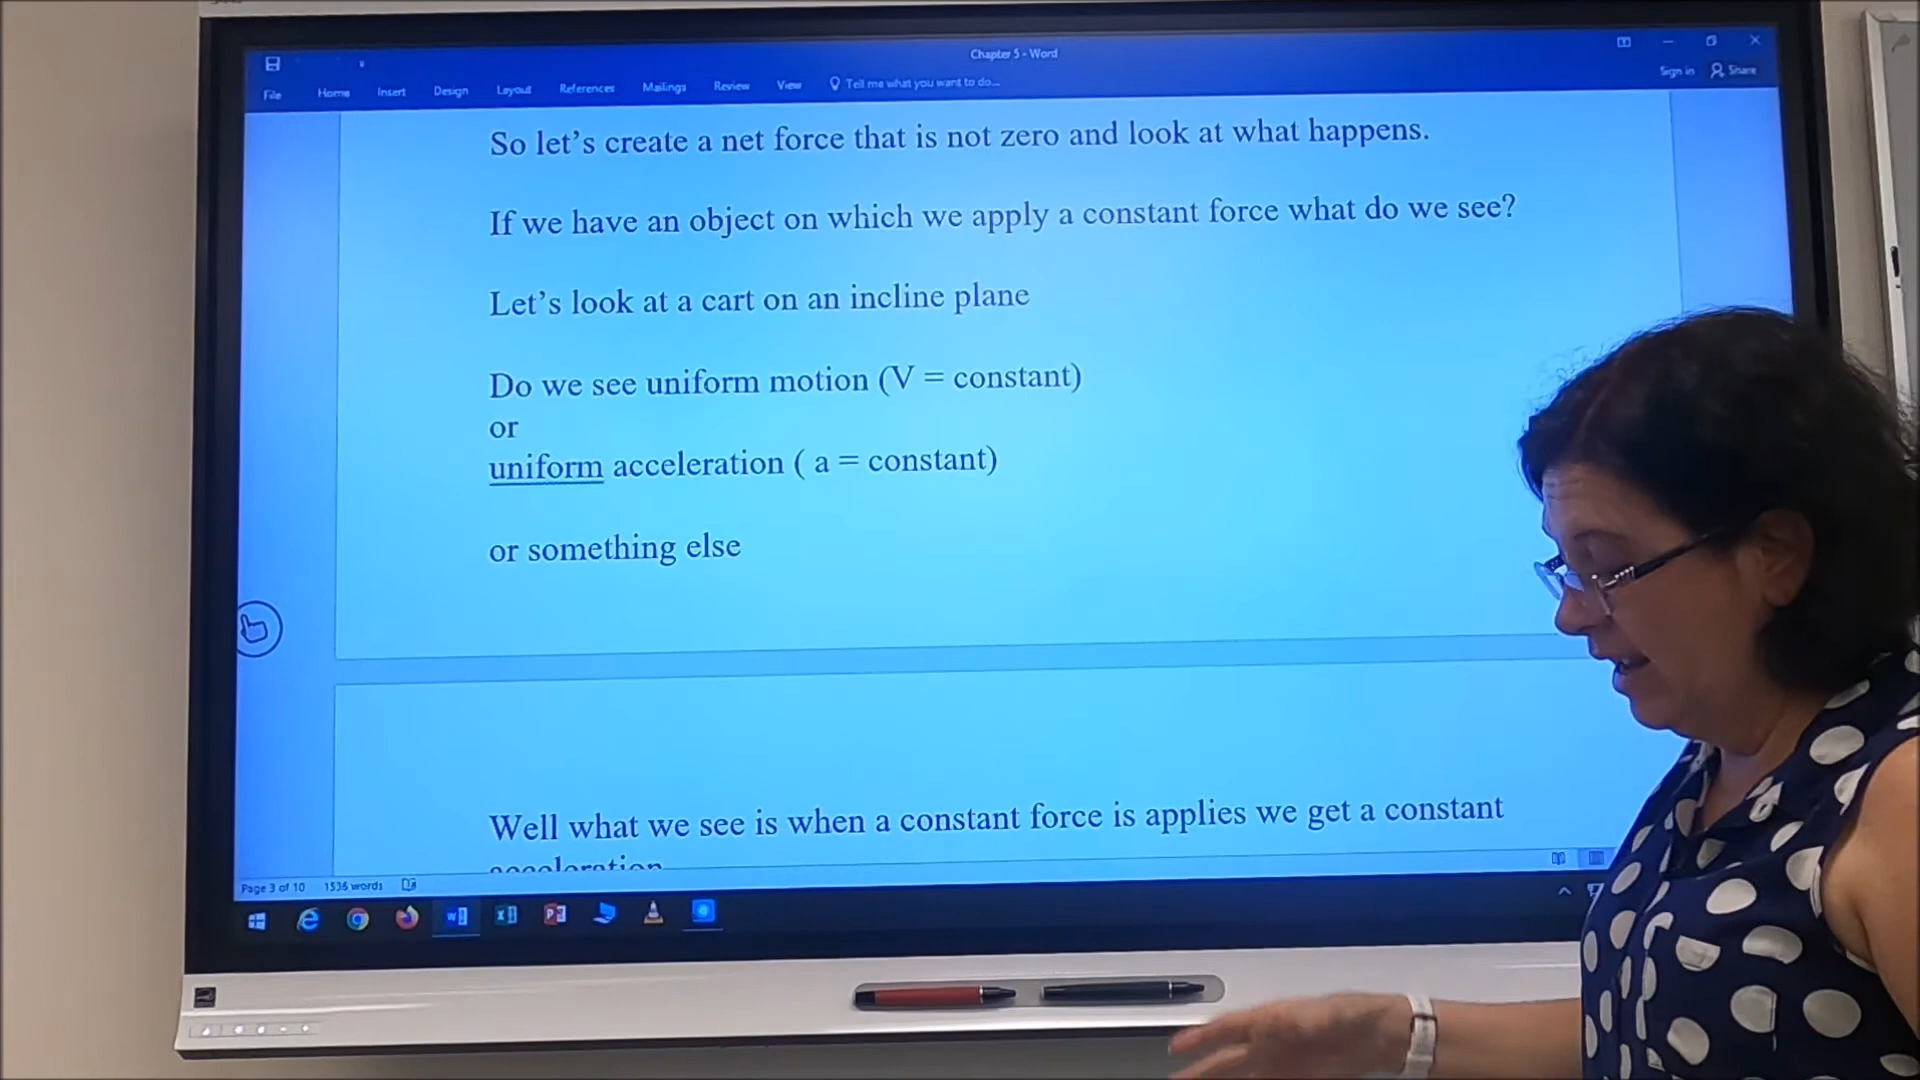 Chapter 5 - Word
Sign in Share
File Home Insert Design Layout References Mailings Review View Tell me what you want to do...
So let’s create a net force that is not zero and look at what happens.
If we have an object on which we apply a constant force what do we see?
Let’s look at a cart on an incline plane
Do we see uniform motion (V = constant)
or
uniform acceleration ( a = constant)
or something else
Well what we see is when a constant force is applies we get a constant
acceleration
Page 3 of 10 1536 words